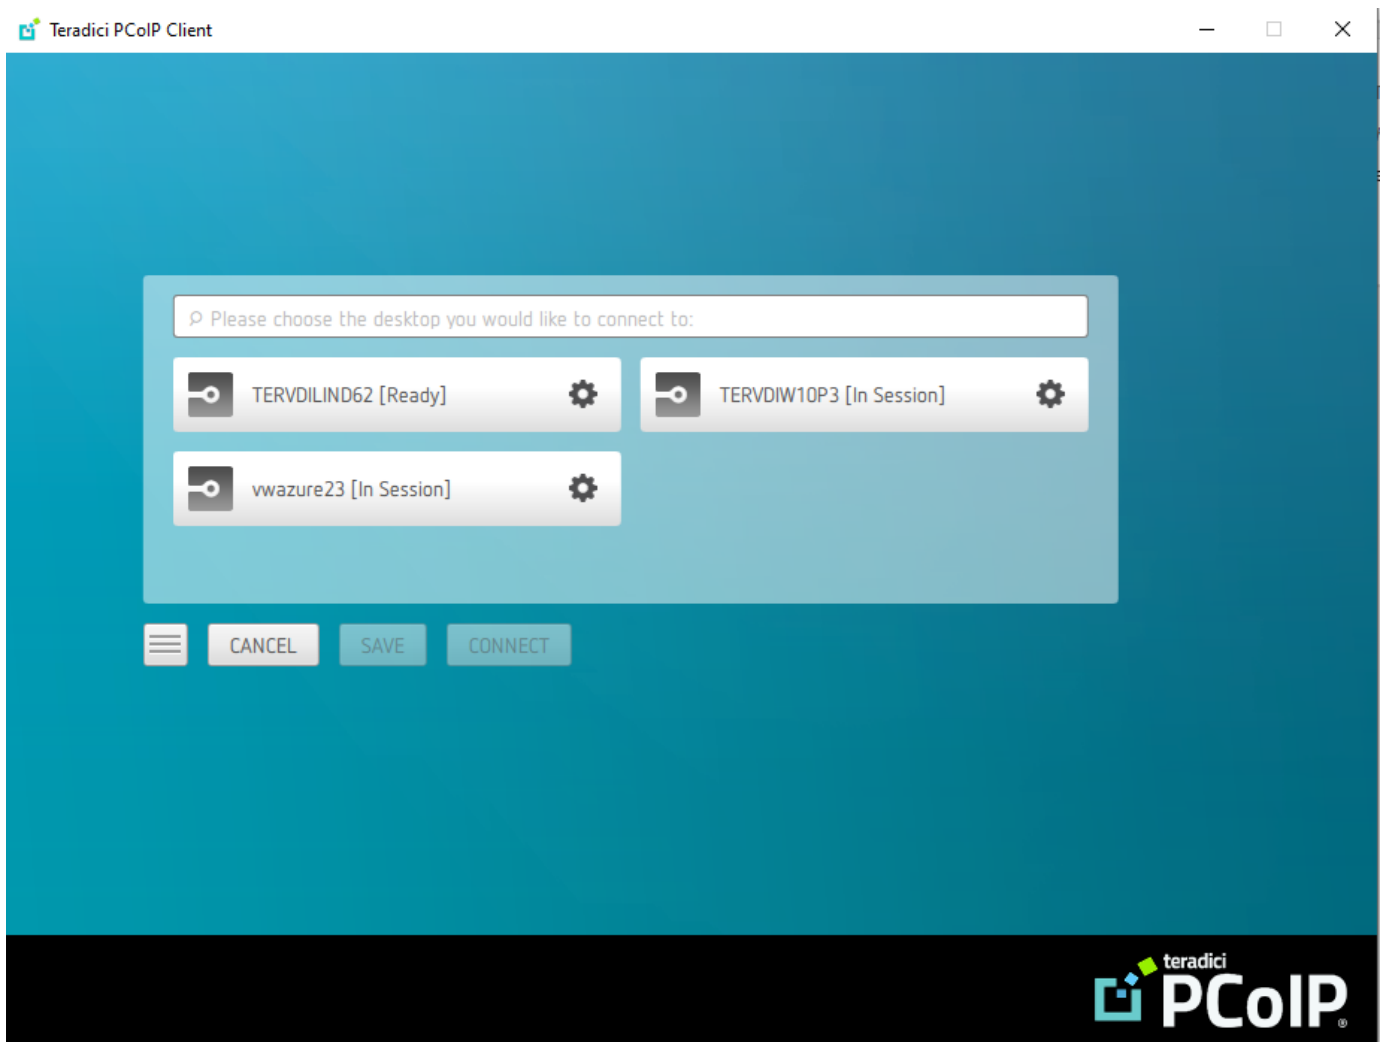 Teradici PCoIP Client
Please choose the desktop you would like to connect to:
TERVDILIND62 [Ready]
TERVDIW10P3 [In Session]
vwazure23 [In Session]
CANCEL
SAVE
CONNECT
teradici
PCoIP®